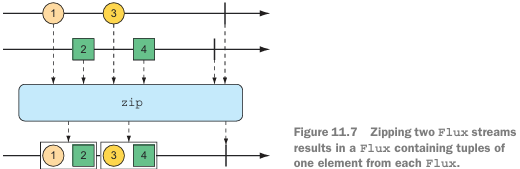 1 3
2 4
zip
1 2 3 4
Figure 11.7 Zipping two Flux streams
results in a Flux containing tuples of
one element from each Flux.